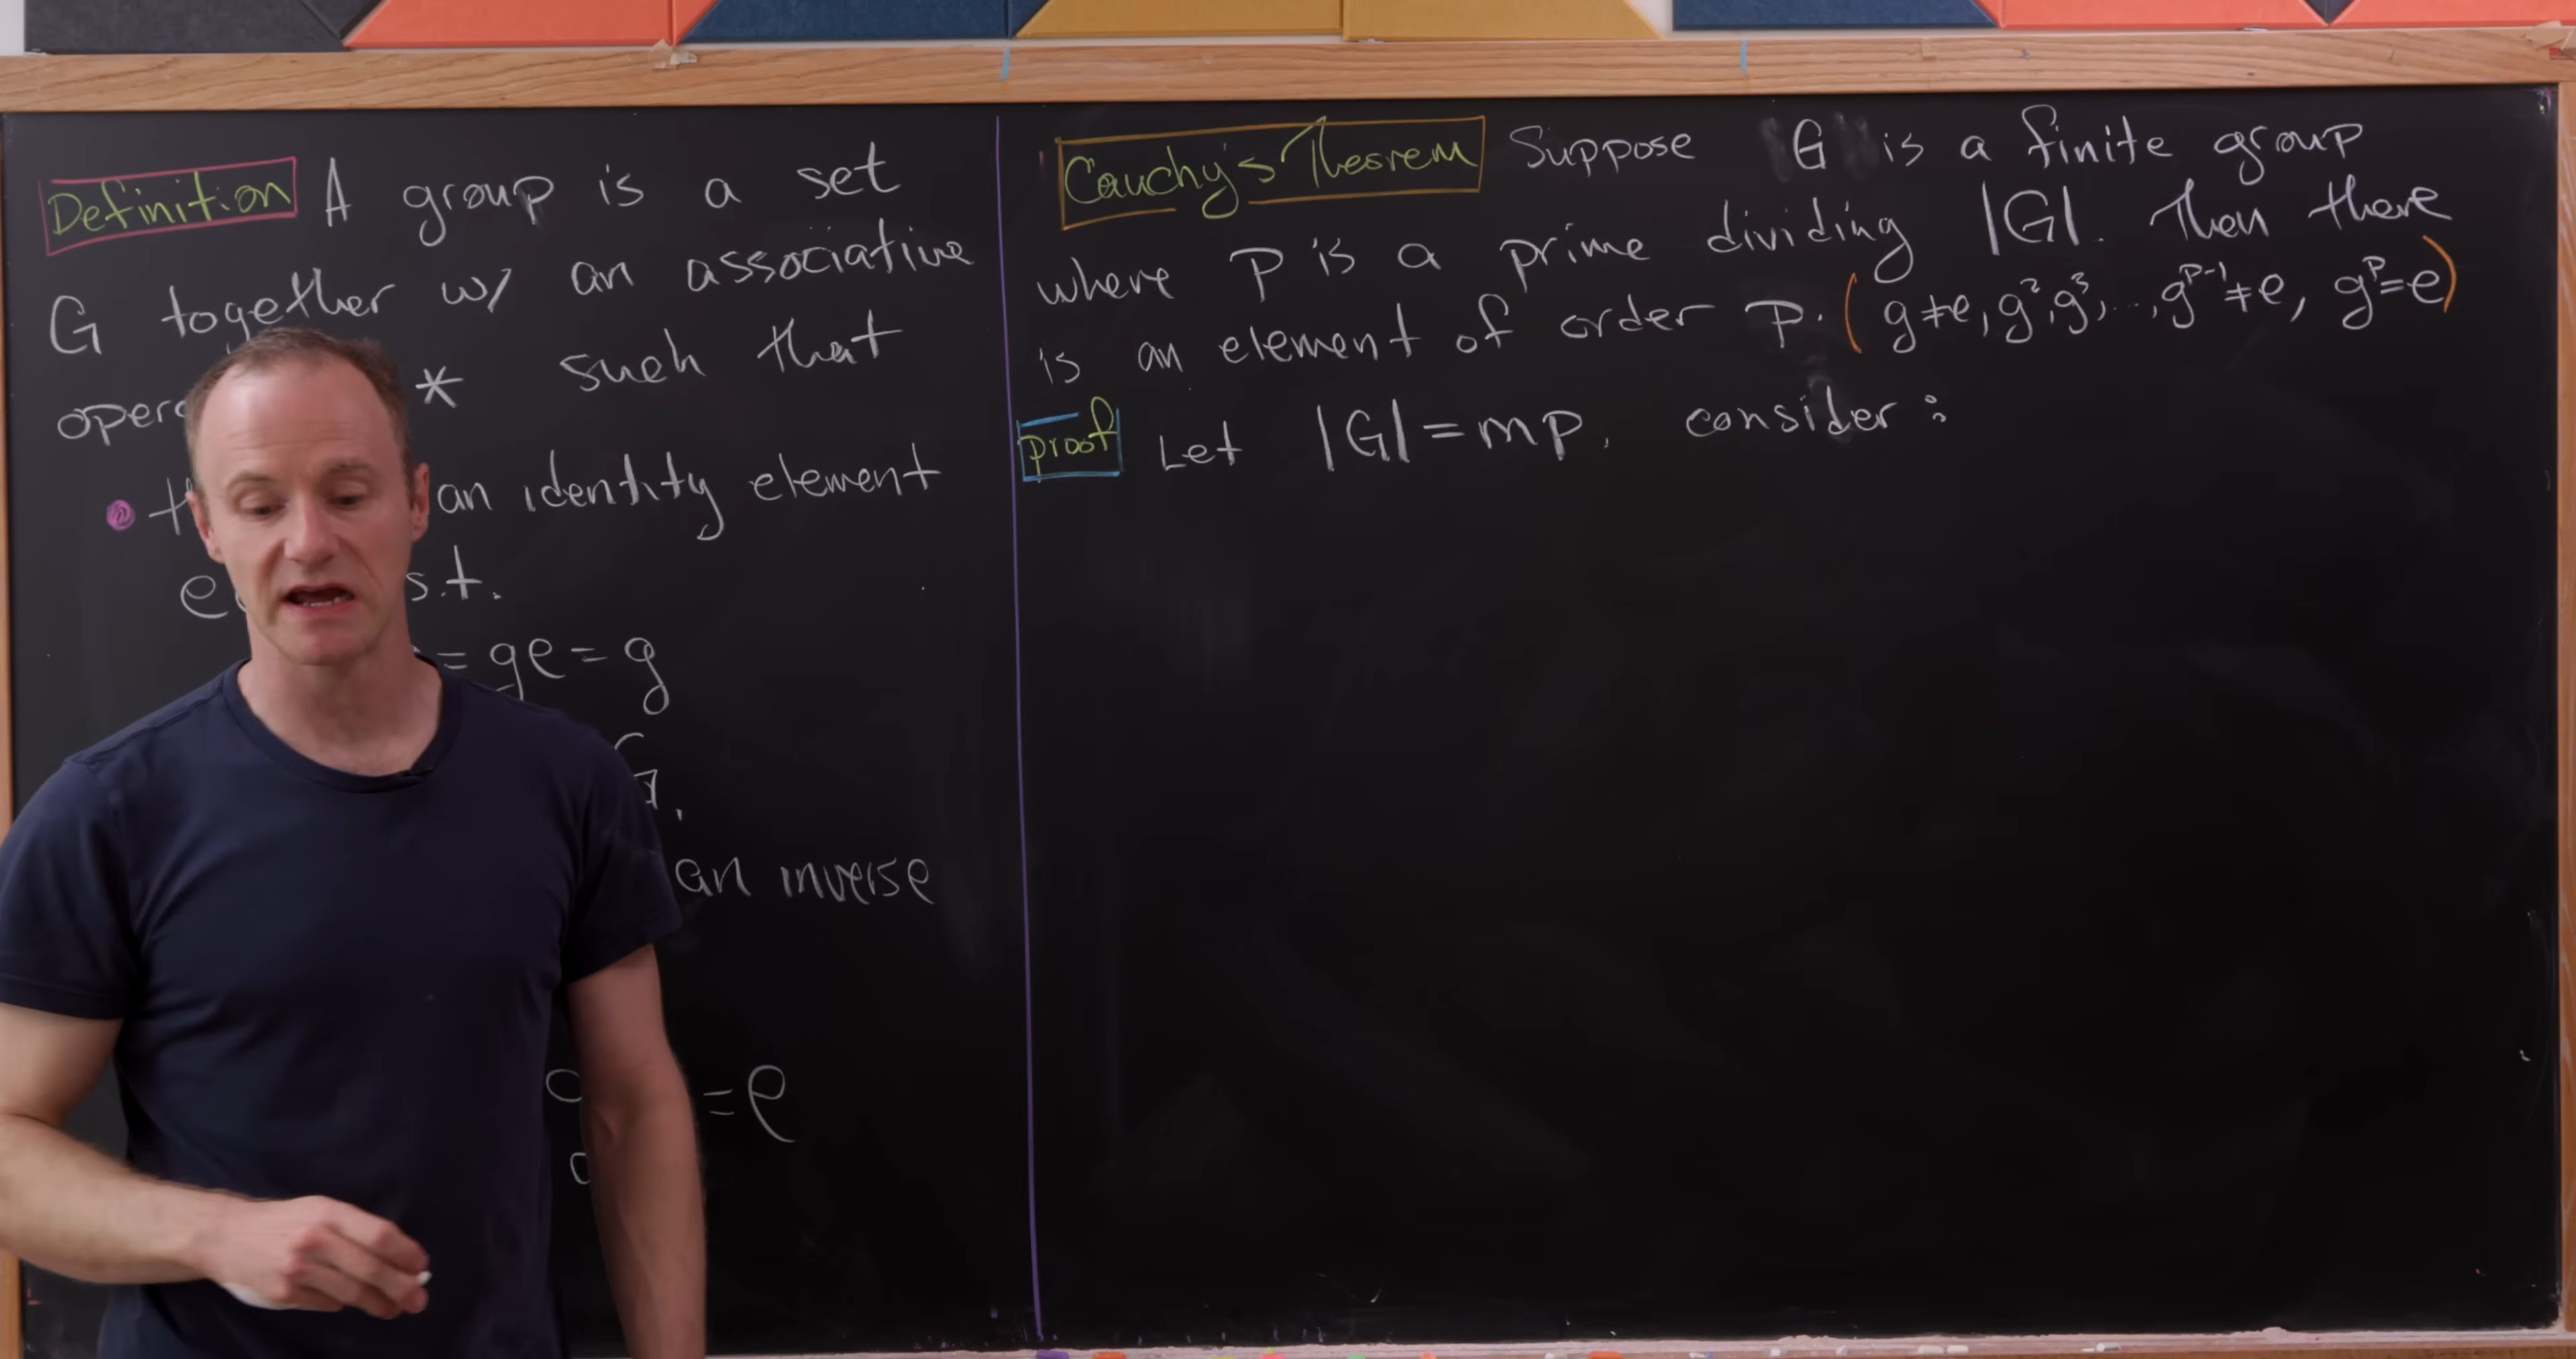 Definition A group is a set
G together w/ an associative
* such that
an identity element
s.t.
= ge = g
an inverse
= e
Cauchy's Theorem Suppose G is a finite group
where P is a prime dividing |G|. Then there
is an element of order P. (g≠e, g², g³, ..., gᵖ⁻¹≠e, gᵖ=e)
proof Let |G| = mp, consider: